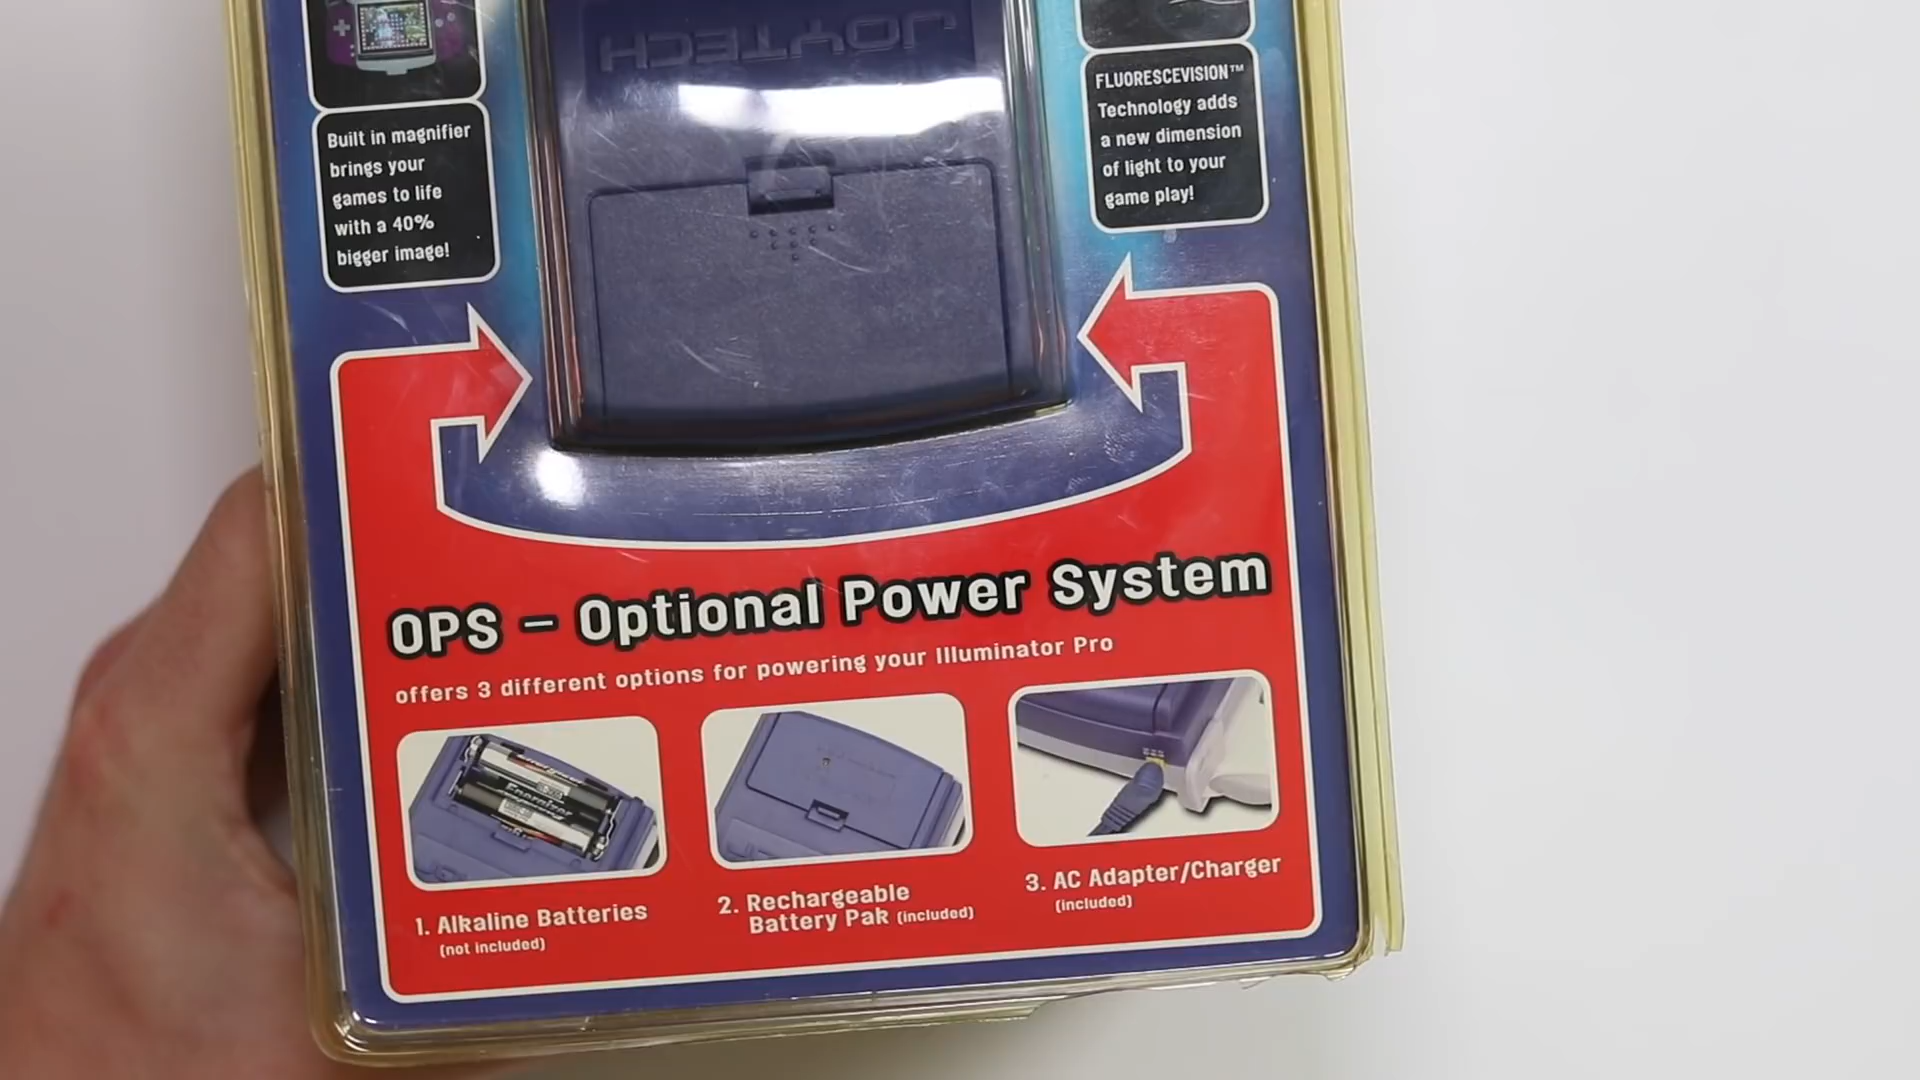 JOYTECH
Built in magnifier
brings your
games to life
with a 40%
bigger image!
FLUORESCEVISION™
Technology adds
a new dimension
of light to your
game play!
OPS – Optional Power System
offers 3 different options for powering your Illuminator Pro
Energizer
1. Alkaline Batteries
(not included)
2. Rechargeable
Battery Pak (included)
3. AC Adapter/Charger
(included)